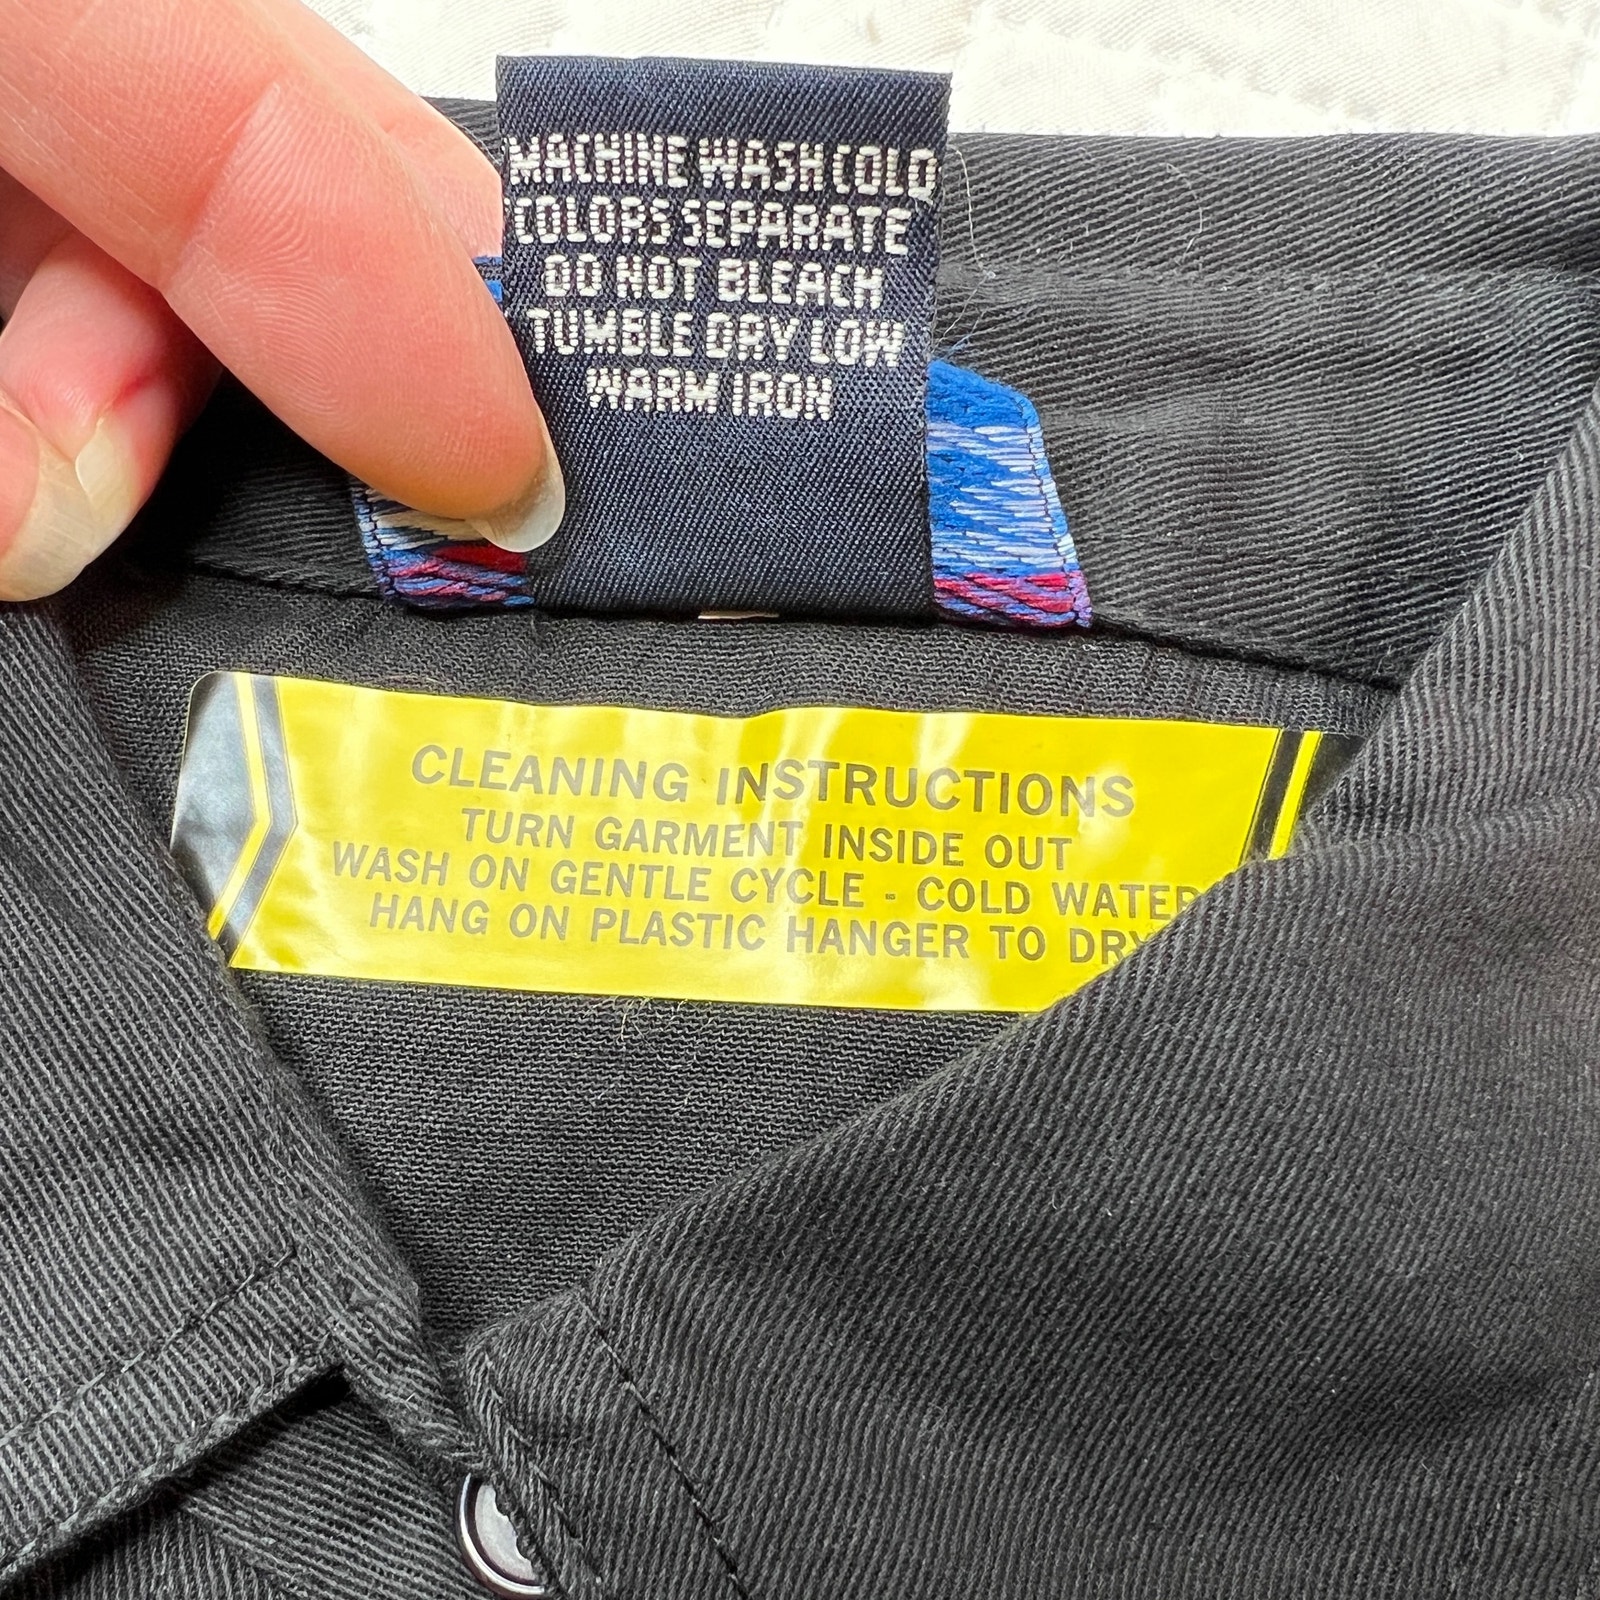 MACHINE WASH COLD
COLORS SEPARATE
DO NOT BLEACH
TUMBLE DRY LOW
WARM IRON
CLEANING INSTRUCTIONS
TURN GARMENT INSIDE OUT
WASH ON GENTLE CYCLE - COLD WATER
HANG ON PLASTIC HANGER TO DRY